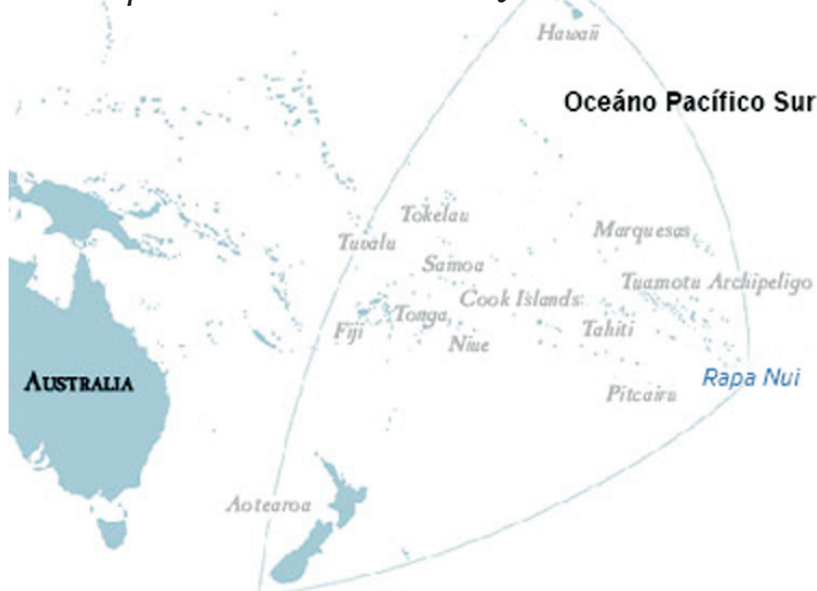 Hawaii
Oceáno Pacífico Sur
Tokelau
Marquesas
Tuvalu
Samoa
Tuamotu Archipeligo
Cook Islands
Tonga
Fiji
Tahiti
Niue
Rapa Nui
AUSTRALIA
Pitcairn
Aotearoa